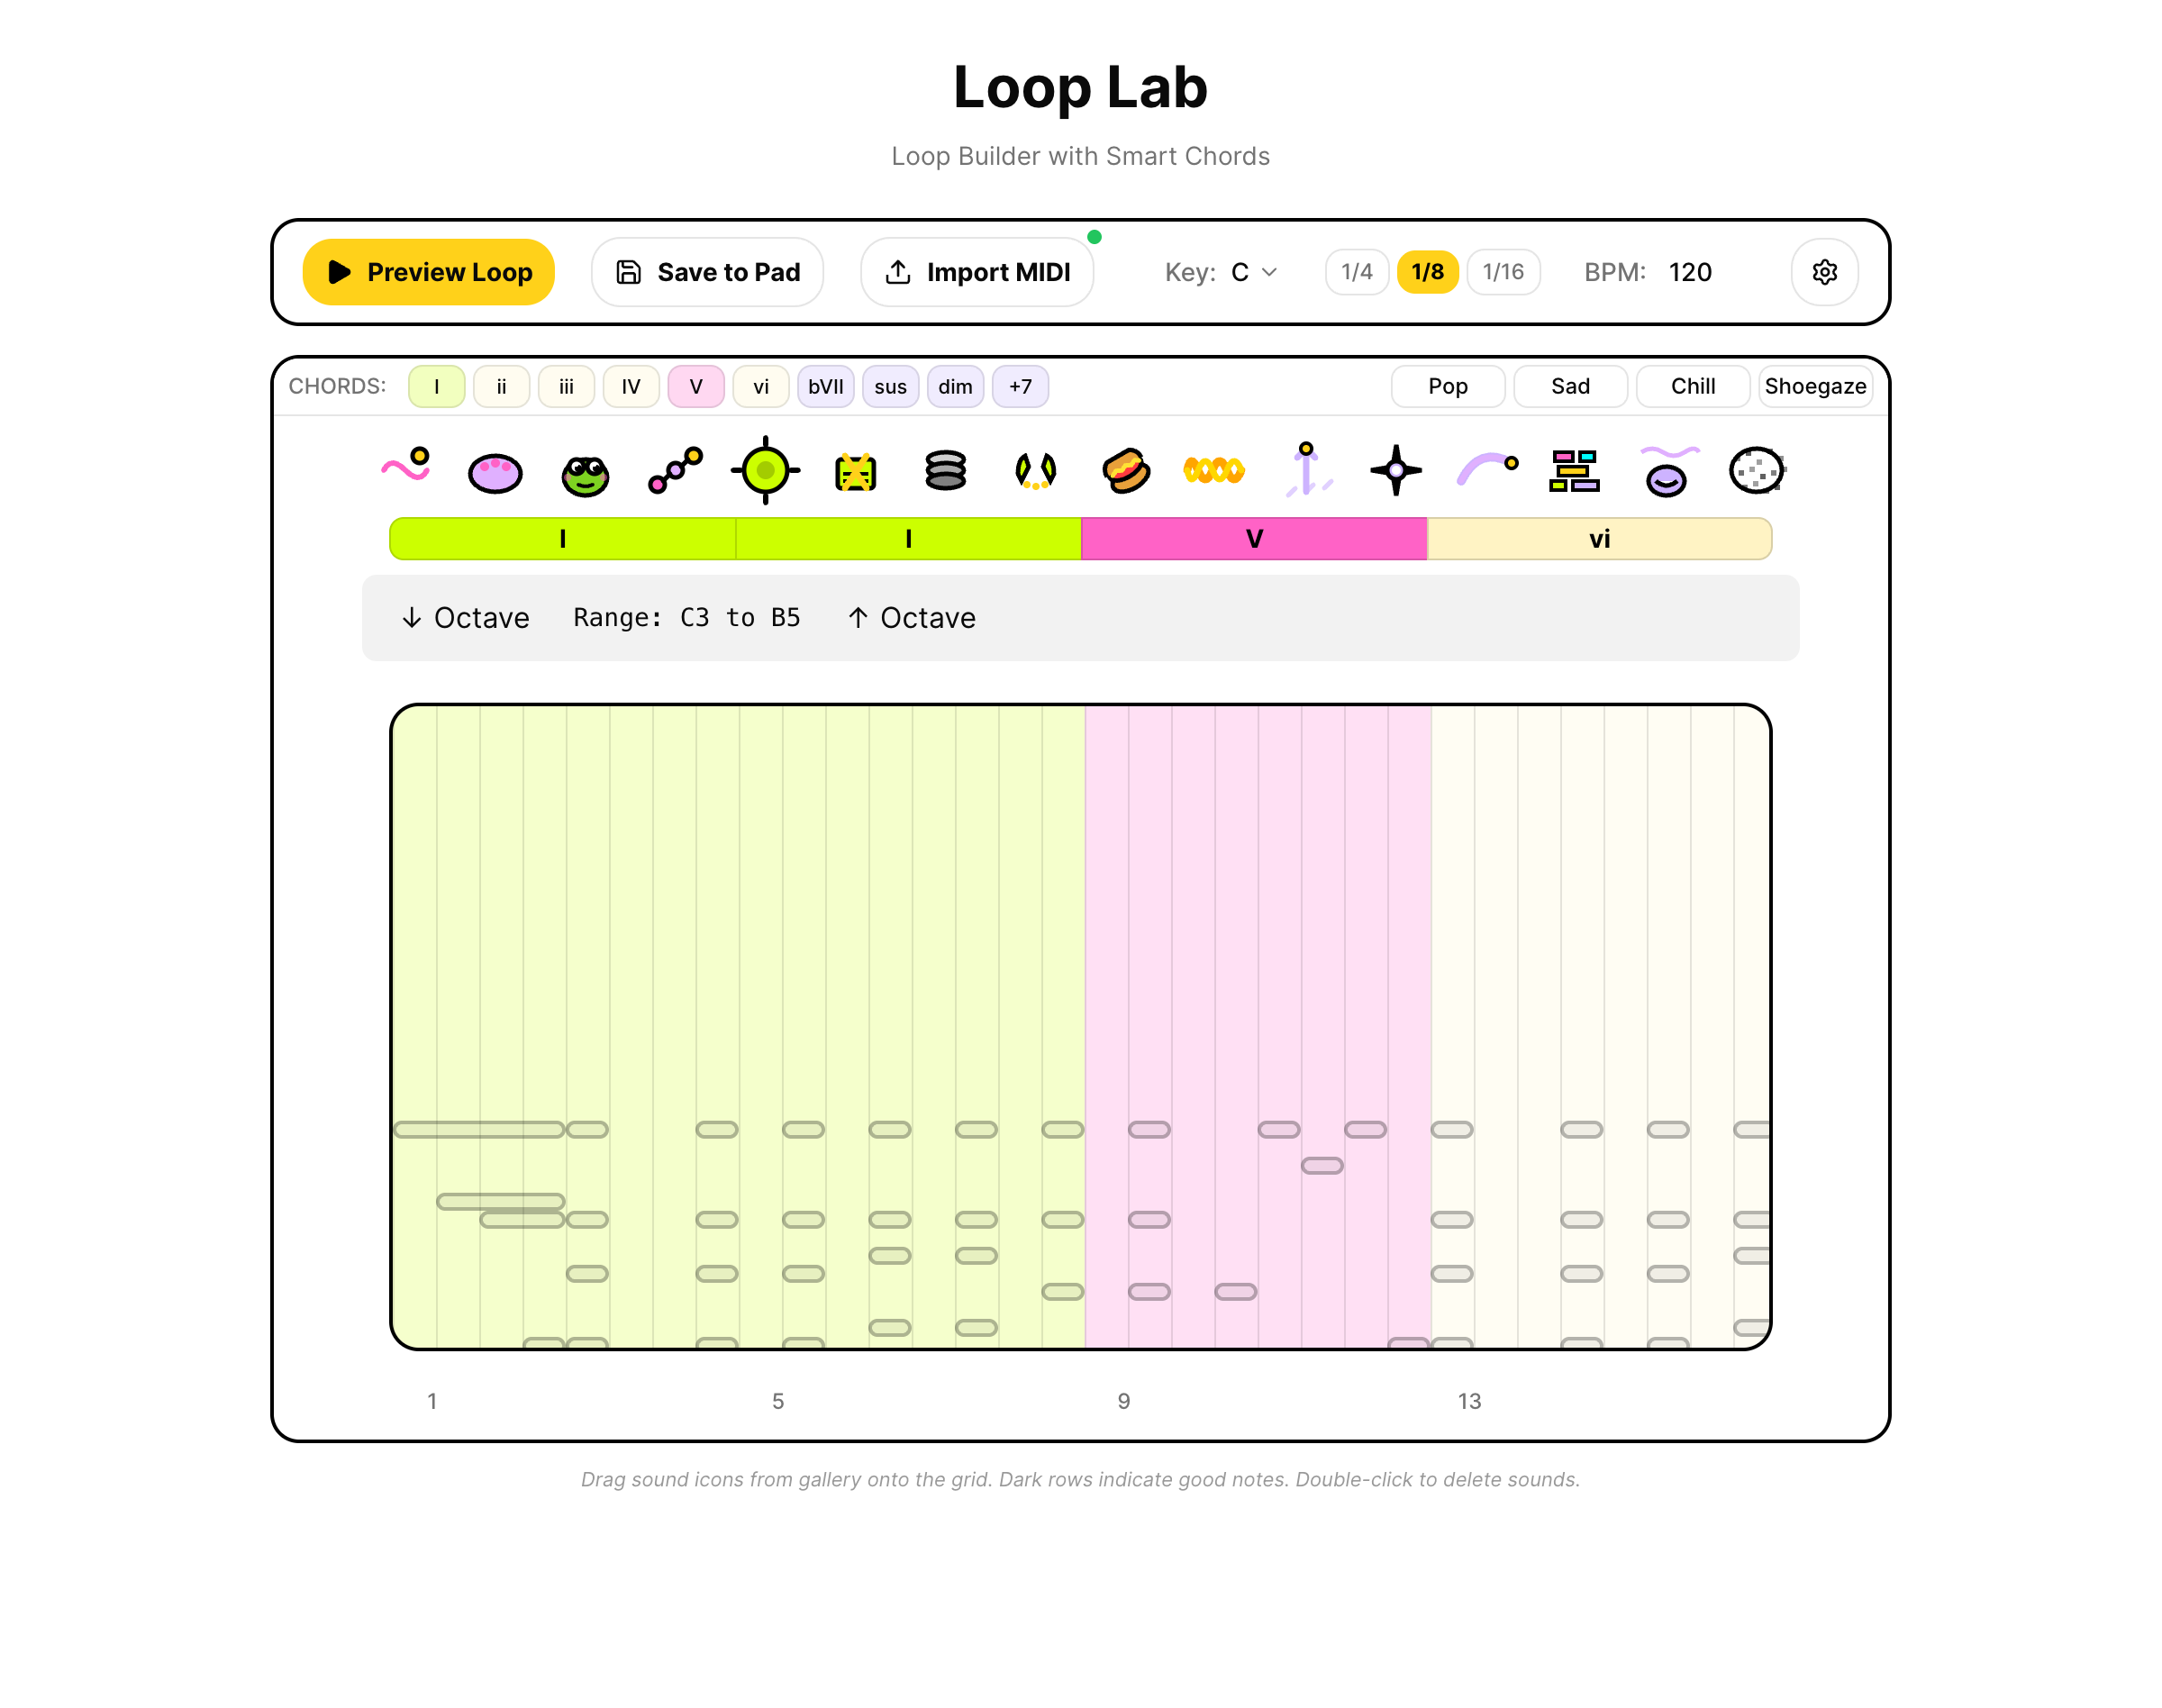 Loop Lab
Loop Builder with Smart Chords
Preview Loop Save to Pad Import MIDI Key: C 1/4 1/8 1/16 BPM: 120
CHORDS: I ii iii IV V vi bVII sus dim +7 Pop Sad Chill Shoegaze
I I V vi
↓ Octave Range: C3 to B5 ↑ Octave
1 5 9 13
Drag sound icons from gallery onto the grid. Dark rows indicate good notes. Double-click to delete sounds.